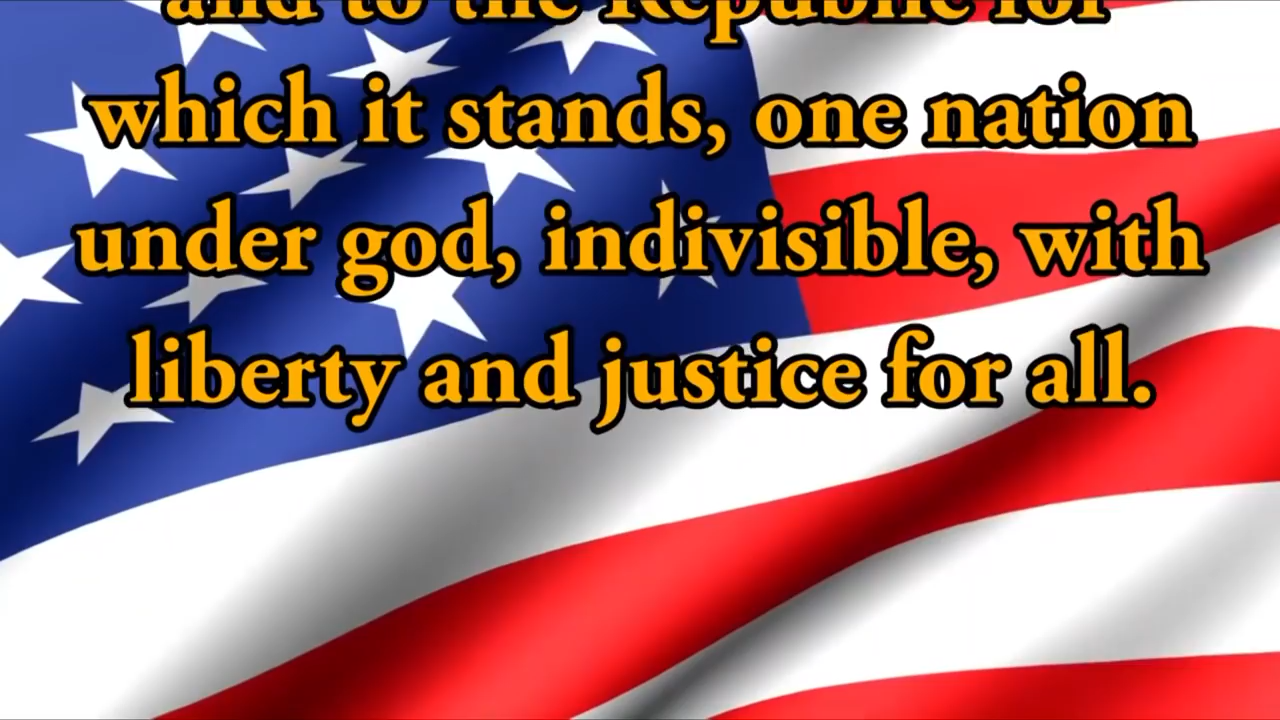 and to the Republic for
which it stands, one nation
under god, indivisible, with
liberty and justice for all.